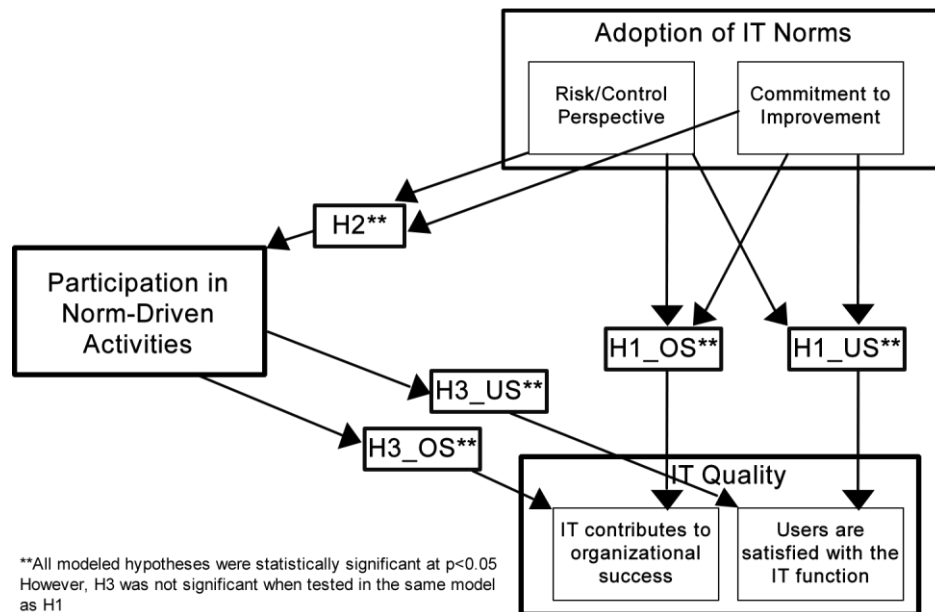 Adoption of IT Norms
Risk/Control
Perspective
Commitment to
Improvement
H2**
Participation in
Norm-Driven
Activities
H1_OS**
H1_US**
H3_US**
H3_OS**
IT Quality
IT contributes to
organizational
success
Users are
satisfied with the
IT function
**All modeled hypotheses were statistically significant at p<0.05
However, H3 was not significant when tested in the same model
as H1